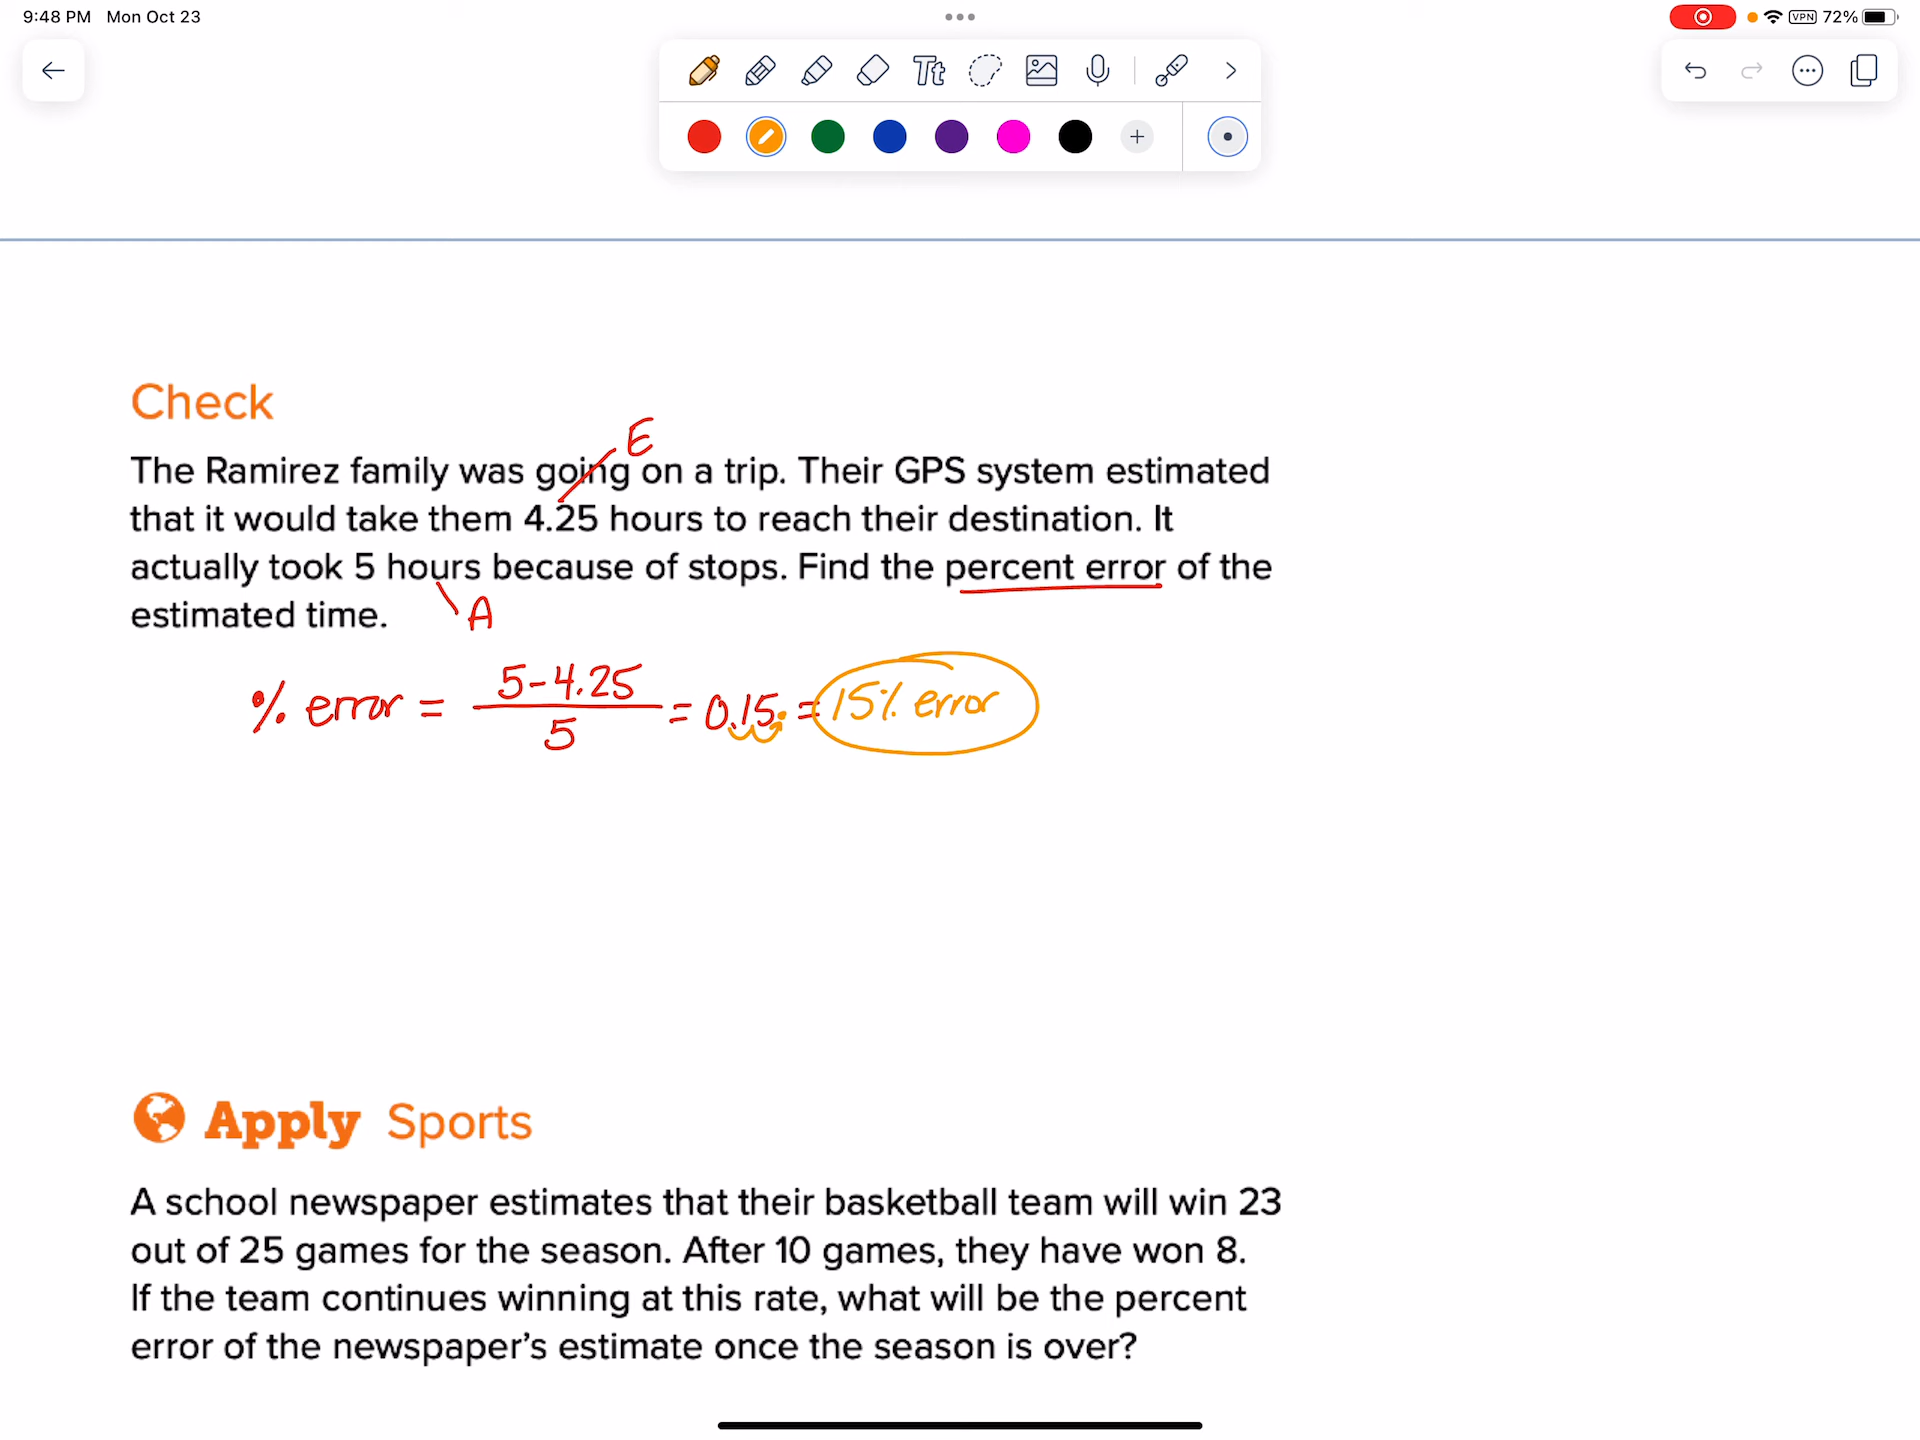 9:48 PM Mon Oct 23
VPN 72%
Tt
Check
E
The Ramirez family was going on a trip. Their GPS system estimated
that it would take them 4.25 hours to reach their destination. It
actually took 5 hours because of stops. Find the percent error of the
estimated time.
A
% error = 5-4.25 / 5 = 0.15. = 15% error
Apply Sports
A school newspaper estimates that their basketball team will win 23
out of 25 games for the season. After 10 games, they have won 8.
If the team continues winning at this rate, what will be the percent
error of the newspaper’s estimate once the season is over?